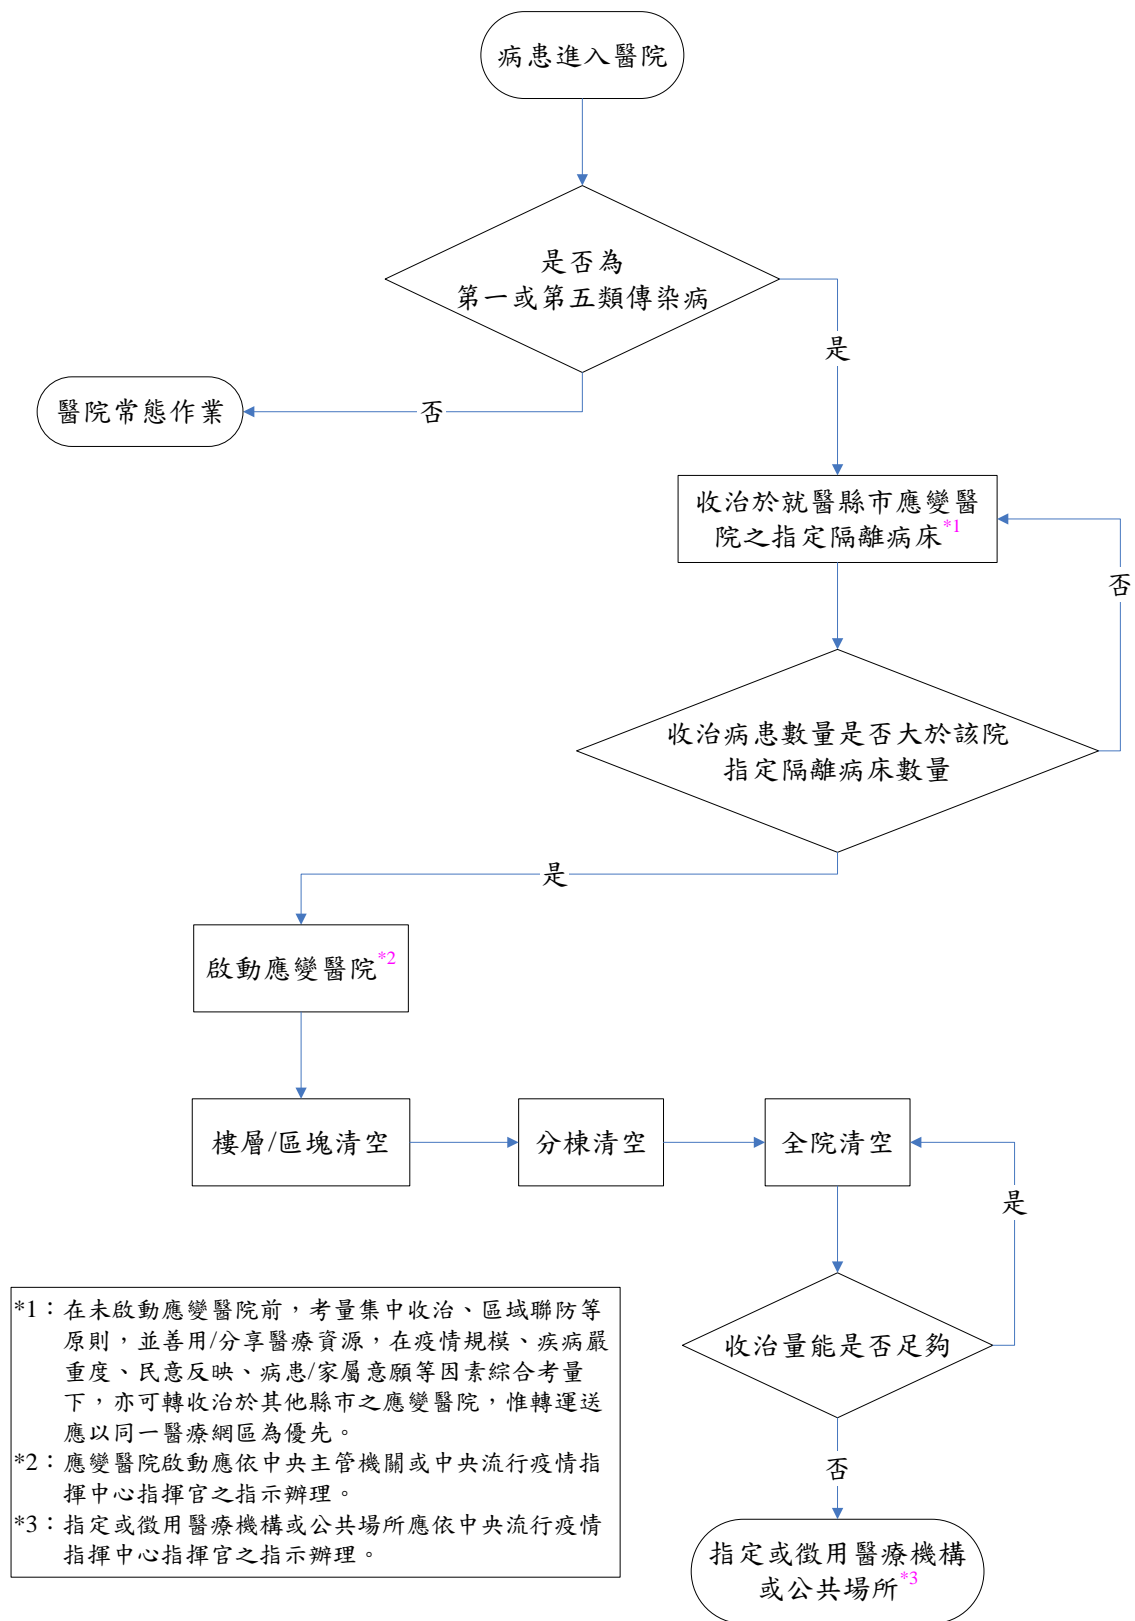 病患進入醫院
是否為
第一或第五類傳染病
是
醫院常態作業
否
收治於就醫縣市應變醫
院之指定隔離病床*1
否
收治病患數量是否大於該院
指定隔離病床數量
是
啟動應變醫院*2
樓層/區塊清空
分棟清空
全院清空
是
收治量能是否足夠
否
指定或徵用醫療機構
或公共場所*3
*1：在未啟動應變醫院前，考量集中收治、區域聯防等
原則，並善用/分享醫療資源，在疫情規模、疾病嚴
重度、民意反映、病患/家屬意願等因素綜合考量
下，亦可轉收治於其他縣市之應變醫院，惟轉運送
應以同一醫療網區為優先。
*2：應變醫院啟動應依中央主管機關或中央流行疫情指
揮中心指揮官之指示辦理。
*3：指定或徵用醫療機構或公共場所應依中央流行疫情
指揮中心指揮官之指示辦理。